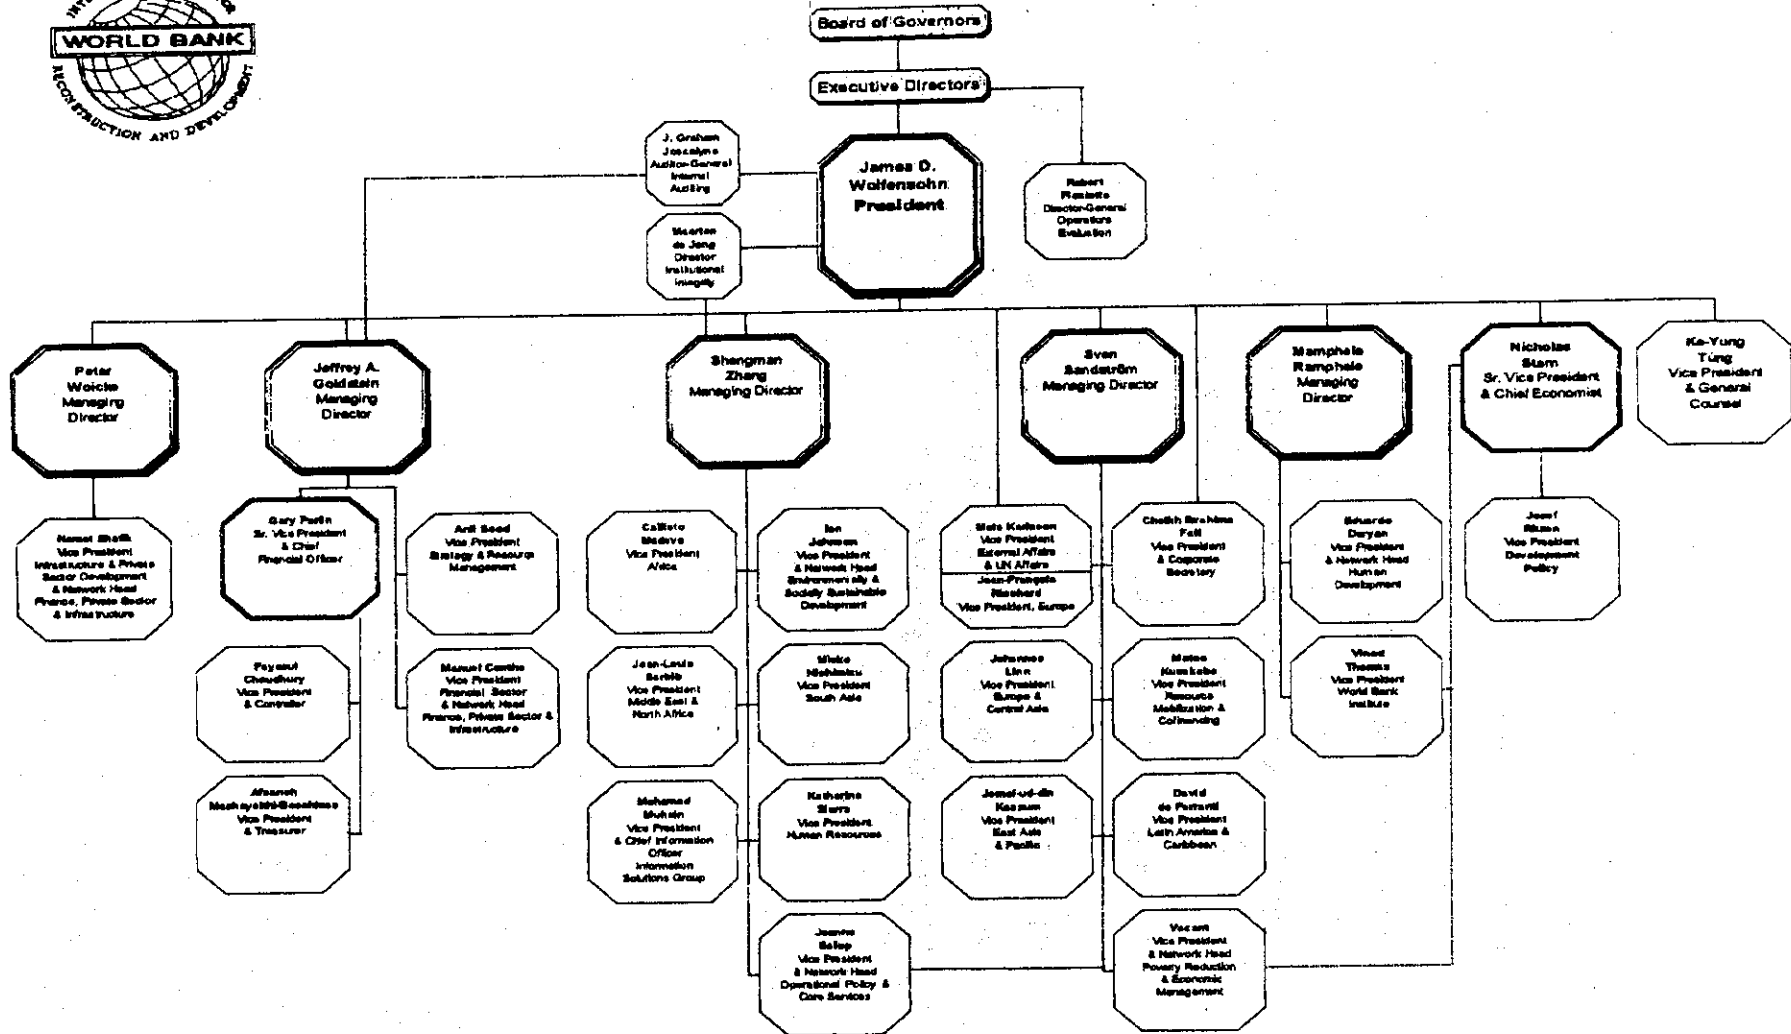 WORLD BANK
RECONSTRUCTION AND DEVELOPMENT
Board of Governors
Executive Directors
J. Graham
Joscelyne
Auditor-General
Internal
Auditing
James D.
Wolfensohn
President
Robert
Director-General
Operations
Evaluation
Maarten
de Jong
Director
Institutional
Integrity
Peter
Woicke
Managing
Director
Jeffrey A.
Goldstein
Managing
Director
Shengman
Zhang
Managing Director
Sven
Sandström
Managing Director
Mamphela
Ramphele
Managing
Director
Nicholas
Stern
Sr. Vice President
& Chief Economist
Ko-Yung
Tung
Vice President
& General
Counsel
Nemat Shafik
Vice President
Infrastructure & Private
Sector Development
& Network Head
Finance, Private Sector
& Infrastructure
Gary Perlin
Sr. Vice President
& Chief
Financial Officer
Anil Sood
Vice President
Strategy & Resource
Management
Callisto
Madavo
Vice President
Africa
Ian
Johnson
Vice President
& Network Head
Environmentally &
Socially Sustainable
Development
Mats Karlsson
Vice President
External Affairs
& UN Affairs
Jean-François
Rischard
Vice President, Europe
Cheikh Ibrahima
Fall
Vice President
& Corporate
Secretary
Eduardo
Doryan
Vice President
& Network Head
Human
Development
Jozef
Ritzen
Vice President
Development
Policy
Fayezul
Choudhury
Vice President
& Controller
Manuel Conthe
Vice President
Financial Sector
& Network Head
Finance, Private Sector &
Infrastructure
Jean-Louis
Sarbib
Vice President
Middle East &
North Africa
Mieko
Nishimizu
Vice President
South Asia
Johannes
Linn
Vice President
Europe &
Central Asia
Motoo
Kusakabe
Vice President
Resource
Mobilization &
Cofinancing
Vinod
Thomas
Vice President
World Bank
Institute
Afsaneh
Mashayekhi-Beschloss
Vice President
& Treasurer
Mohamed
Muhsin
Vice President
& Chief Information
Officer
Information
Solutions Group
Katherine
Sierra
Vice President
Human Resources
Jemal-ud-din
Kassum
Vice President
East Asia
& Pacific
David
de Ferranti
Vice President
Latin America &
Caribbean
Joanne
Salop
Vice President
& Network Head
Operational Policy &
Core Services
Vacant
Vice President
& Network Head
Poverty Reduction
& Economic
Management